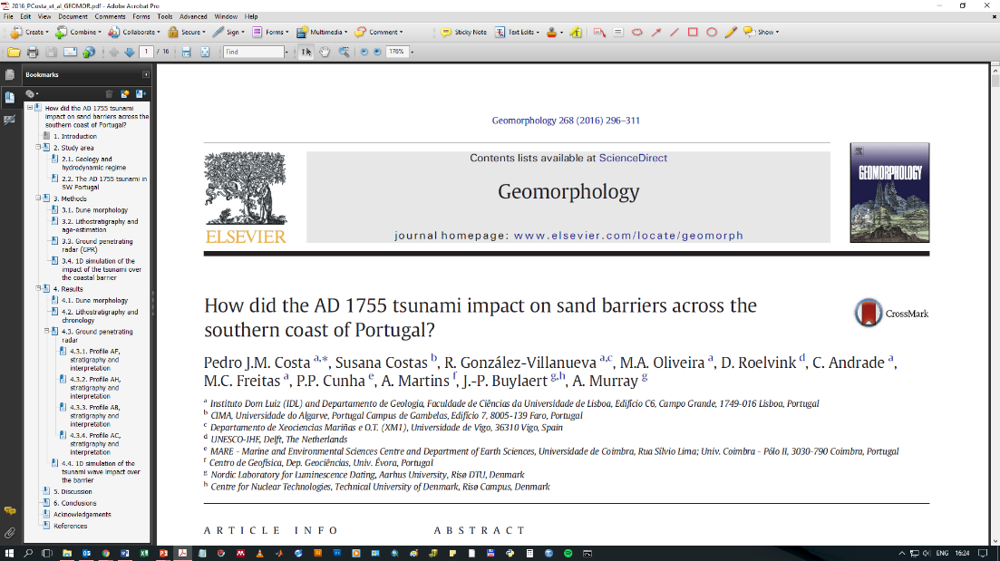 2016_PCosta_et_al_GEOMOR.pdf - Adobe Acrobat Pro
File Edit View Document Comments Forms Tools Advanced Window Help
Create Combine Collaborate Secure Sign Forms Multimedia Comment Sticky Note Text Edits Show
1 / 16 Find 176%
Bookmarks
How did the AD 1755 tsunami
impact on sand barriers across the
southern coast of Portugal?
1. Introduction
2. Study area
2.1. Geology and
hydrodynamic regime
2.2. The AD 1755 tsunami in
SW Portugal
3. Methods
3.1. Dune morphology
3.2. Lithostratigraphy and
age-estimation
3.3. Ground penetrating
radar (GPR)
3.4. 1D simulation of the
impact of the tsunami over
the coastal barrier
4. Results
4.1. Dune morphology
4.2. Lithostratigraphy and
chronology
4.3. Ground penetrating
radar
4.3.1. Profile AF,
stratigraphy and
interpretation
4.3.2. Profile AH,
stratigraphy and
interpretation
4.3.3. Profile AB,
stratigraphy and
interpretation
4.3.4. Profile AC,
stratigraphy and
interpretation
4.4. 1D simulation of the
tsunami wave impact over
the barrier
5. Discussion
6. Conclusions
Acknowledgements
References
Geomorphology 268 (2016) 296–311
Contents lists available at ScienceDirect
Geomorphology
journal homepage: www.elsevier.com/locate/geomorph
ELSEVIER
GEOMORPHOLOGY
How did the AD 1755 tsunami impact on sand barriers across the
southern coast of Portugal?
CrossMark
Pedro J.M. Costa a,*, Susana Costas b, R. González-Villanueva a,c, M.A. Oliveira a, D. Roelvink d, C. Andrade a,
M.C. Freitas a, P.P. Cunha e, A. Martins f, J.-P. Buylaert g,h, A. Murray g
a Instituto Dom Luiz (IDL) and Departamento de Geologia, Faculdade de Ciências da Universidade de Lisboa, Edifício C6, Campo Grande, 1749-016 Lisboa, Portugal
b CIMA, Universidade do Algarve, Portugal Campus de Gambelas, Edifício 7, 8005-139 Faro, Portugal
c Departamento de Xeociencias Mariñas e O.T. (XM1), Universidade de Vigo, 36310 Vigo, Spain
d UNESCO-IHE, Delft, The Netherlands
e MARE - Marine and Environmental Sciences Centre and Department of Earth Sciences, Universidade de Coimbra, Rua Sílvio Lima; Univ. Coimbra - Pólo II, 3030-790 Coimbra, Portugal
f Centro de Geofísica, Dep. Geociências, Univ. Évora, Portugal
g Nordic Laboratory for Luminescence Dating, Aarhus University, Risø DTU, Denmark
h Centre for Nuclear Technologies, Technical University of Denmark, Risø Campus, Denmark
ARTICLE INFO
ABSTRACT
ENG 16:24